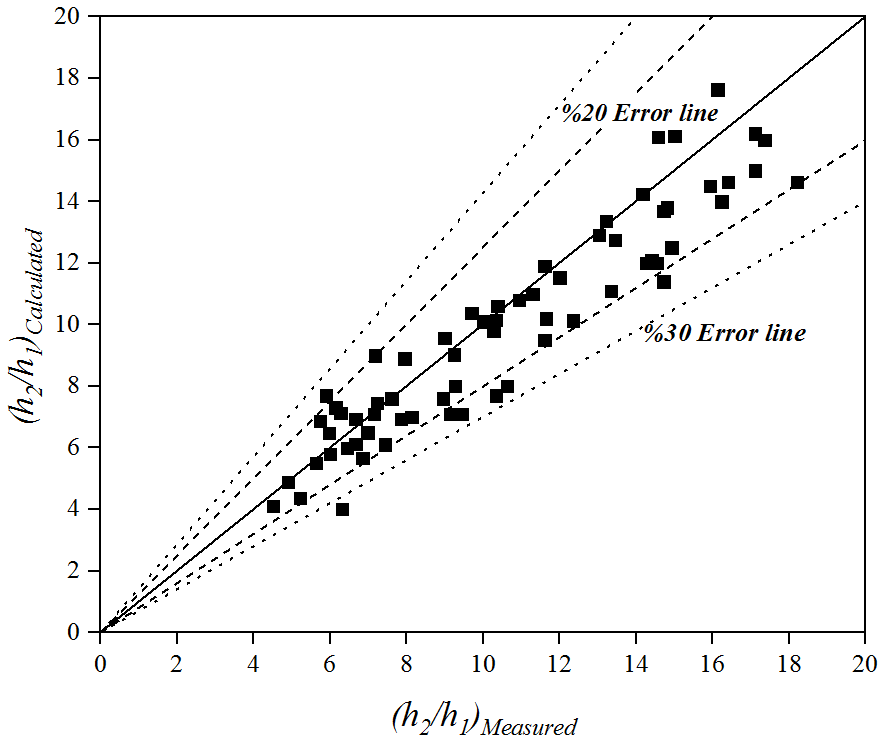 20
18
%20 Error line
16
14
12
(h2/h1)Calculated
10
%30 Error line
8
6
4
2
0
0 2 4 6 8 10 12 14 16 18 20
(h2/h1)Measured